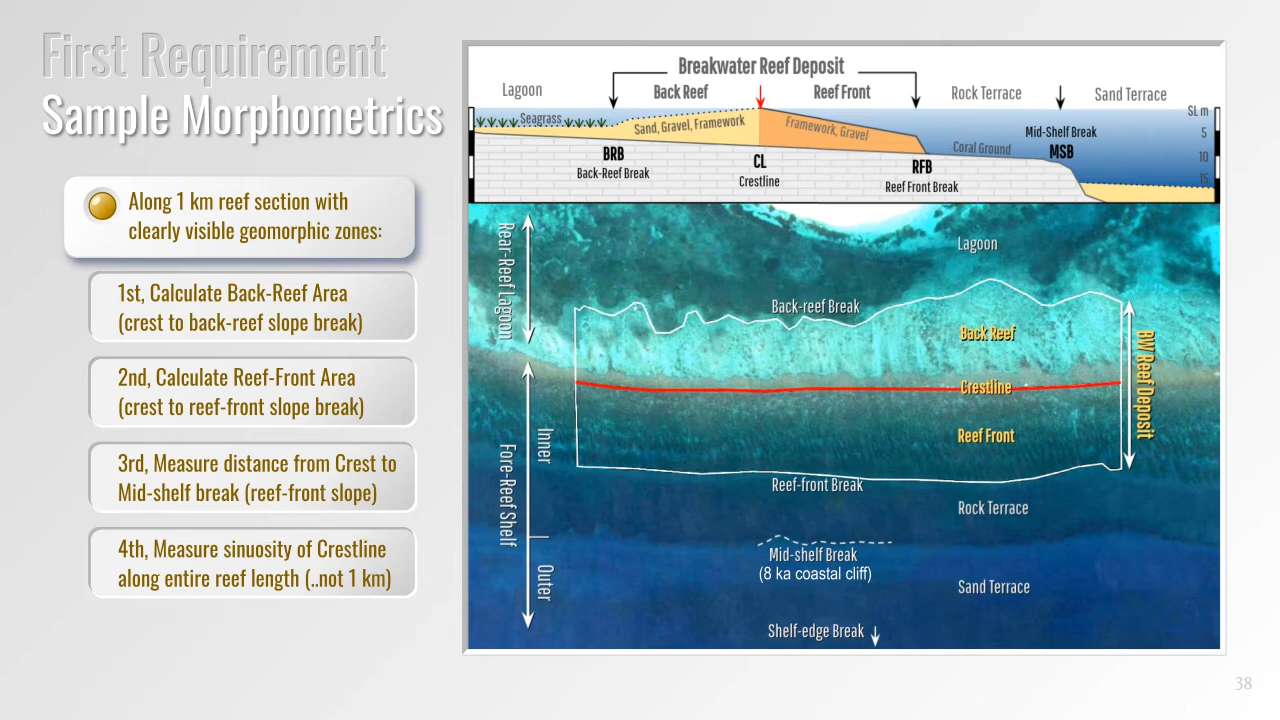 First Requirement
Sample Morphometrics
Along 1 km reef section with
clearly visible geomorphic zones:
1st, Calculate Back-Reef Area
(crest to back-reef slope break)
2nd, Calculate Reef-Front Area
(crest to reef-front slope break)
3rd, Measure distance from Crest to
Mid-shelf break (reef-front slope)
4th, Measure sinuosity of Crestline
along entire reef length (..not 1 km)
Breakwater Reef Deposit
Lagoon
Back Reef
Reef Front
Rock Terrace
Sand Terrace
SL m
5
10
15
Seagrass
Sand, Gravel, Framework
Framework, Gravel
Coral Ground
Mid-Shelf Break
MSB
BRB
Back-Reef Break
CL
Crestline
RFB
Reef Front Break
Rear-Reef Lagoon
Lagoon
Back-reef Break
Back Reef
Crestline
BW Reef Deposit
Reef Front
Inner
Fore-Reef Shelf
Reef-front Break
Rock Terrace
Mid-shelf Break
(8 ka coastal cliff)
Outer
Sand Terrace
Shelf-edge Break
38